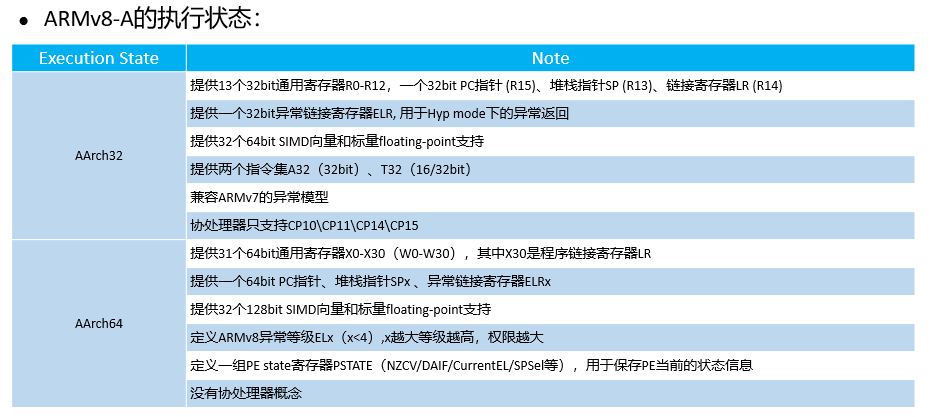 ● ARMv8-A的执行状态：
Execution State
Note
AArch32
提供13个32bit通用寄存器R0-R12，一个32bit PC指针 (R15)、堆栈指针SP (R13)、链接寄存器LR (R14)
提供一个32bit异常链接寄存器ELR, 用于Hyp mode下的异常返回
提供32个64bit SIMD向量和标量floating-point支持
提供两个指令集A32（32bit）、T32（16/32bit）
兼容ARMv7的异常模型
协处理器只支持CP10\CP11\CP14\CP15
AArch64
提供31个64bit通用寄存器X0-X30（W0-W30），其中X30是程序链接寄存器LR
提供一个64bit PC指针、堆栈指针SPx 、异常链接寄存器ELRx
提供32个128bit SIMD向量和标量floating-point支持
定义ARMv8异常等级ELx（x<4）,x越大等级越高，权限越大
定义一组PE state寄存器PSTATE（NZCV/DAIF/CurrentEL/SPSel等），用于保存PE当前的状态信息
没有协处理器概念